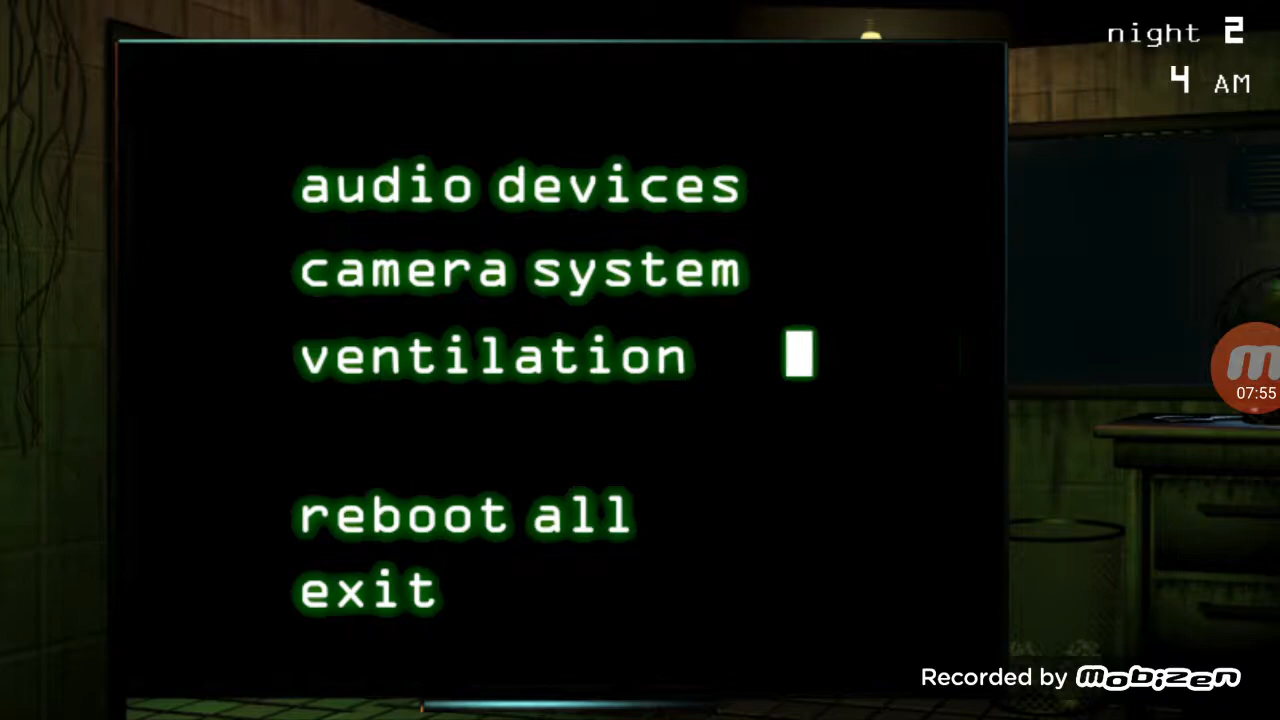 night 2
4 AM
audio devices
camera system
ventilation
07:55
reboot all
exit
Recorded by mobizen